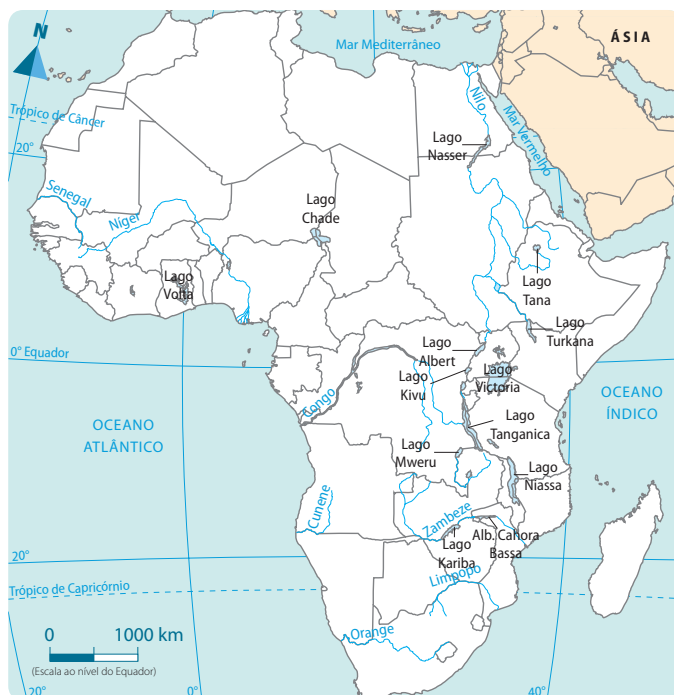 N
Mar Mediterrâneo
ÁSIA
Trópico de Câncer
Nilo
Mar Vermelho
Lago
Nasser
20°
Senegal
Níger
Lago
Chade
Lago
Volta
Lago
Tana
Lago
Turkana
0° Equador
Lago
Albert
Lago
Kivu
Lago
Victoria
OCEANO
ÍNDICO
Congo
OCEANO
ATLÂNTICO
Lago
Tanganica
Lago
Mweru
Lago
Niassa
Cunene
Zambeze
Alb. Cahora
Bassa
Lago
Kariba
20°
Limpopo
Trópico de Capricórnio
0 1000 km
(Escala ao nível do Equador)
Orange
20°
0°
40°